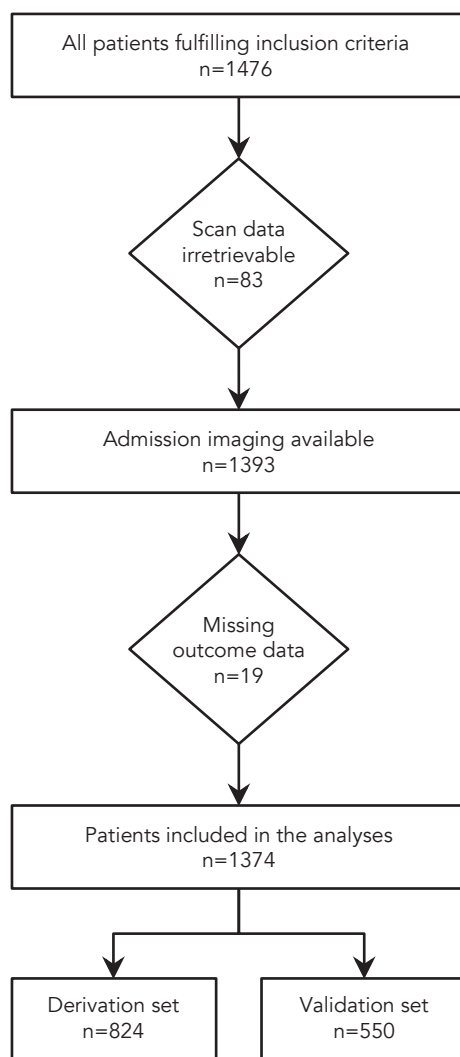 All patients fulfilling inclusion criteria
n=1476
Scan data
irretrievable
n=83
Admission imaging available
n=1393
Missing
outcome data
n=19
Patients included in the analyses
n=1374
Derivation set
n=824
Validation set
n=550